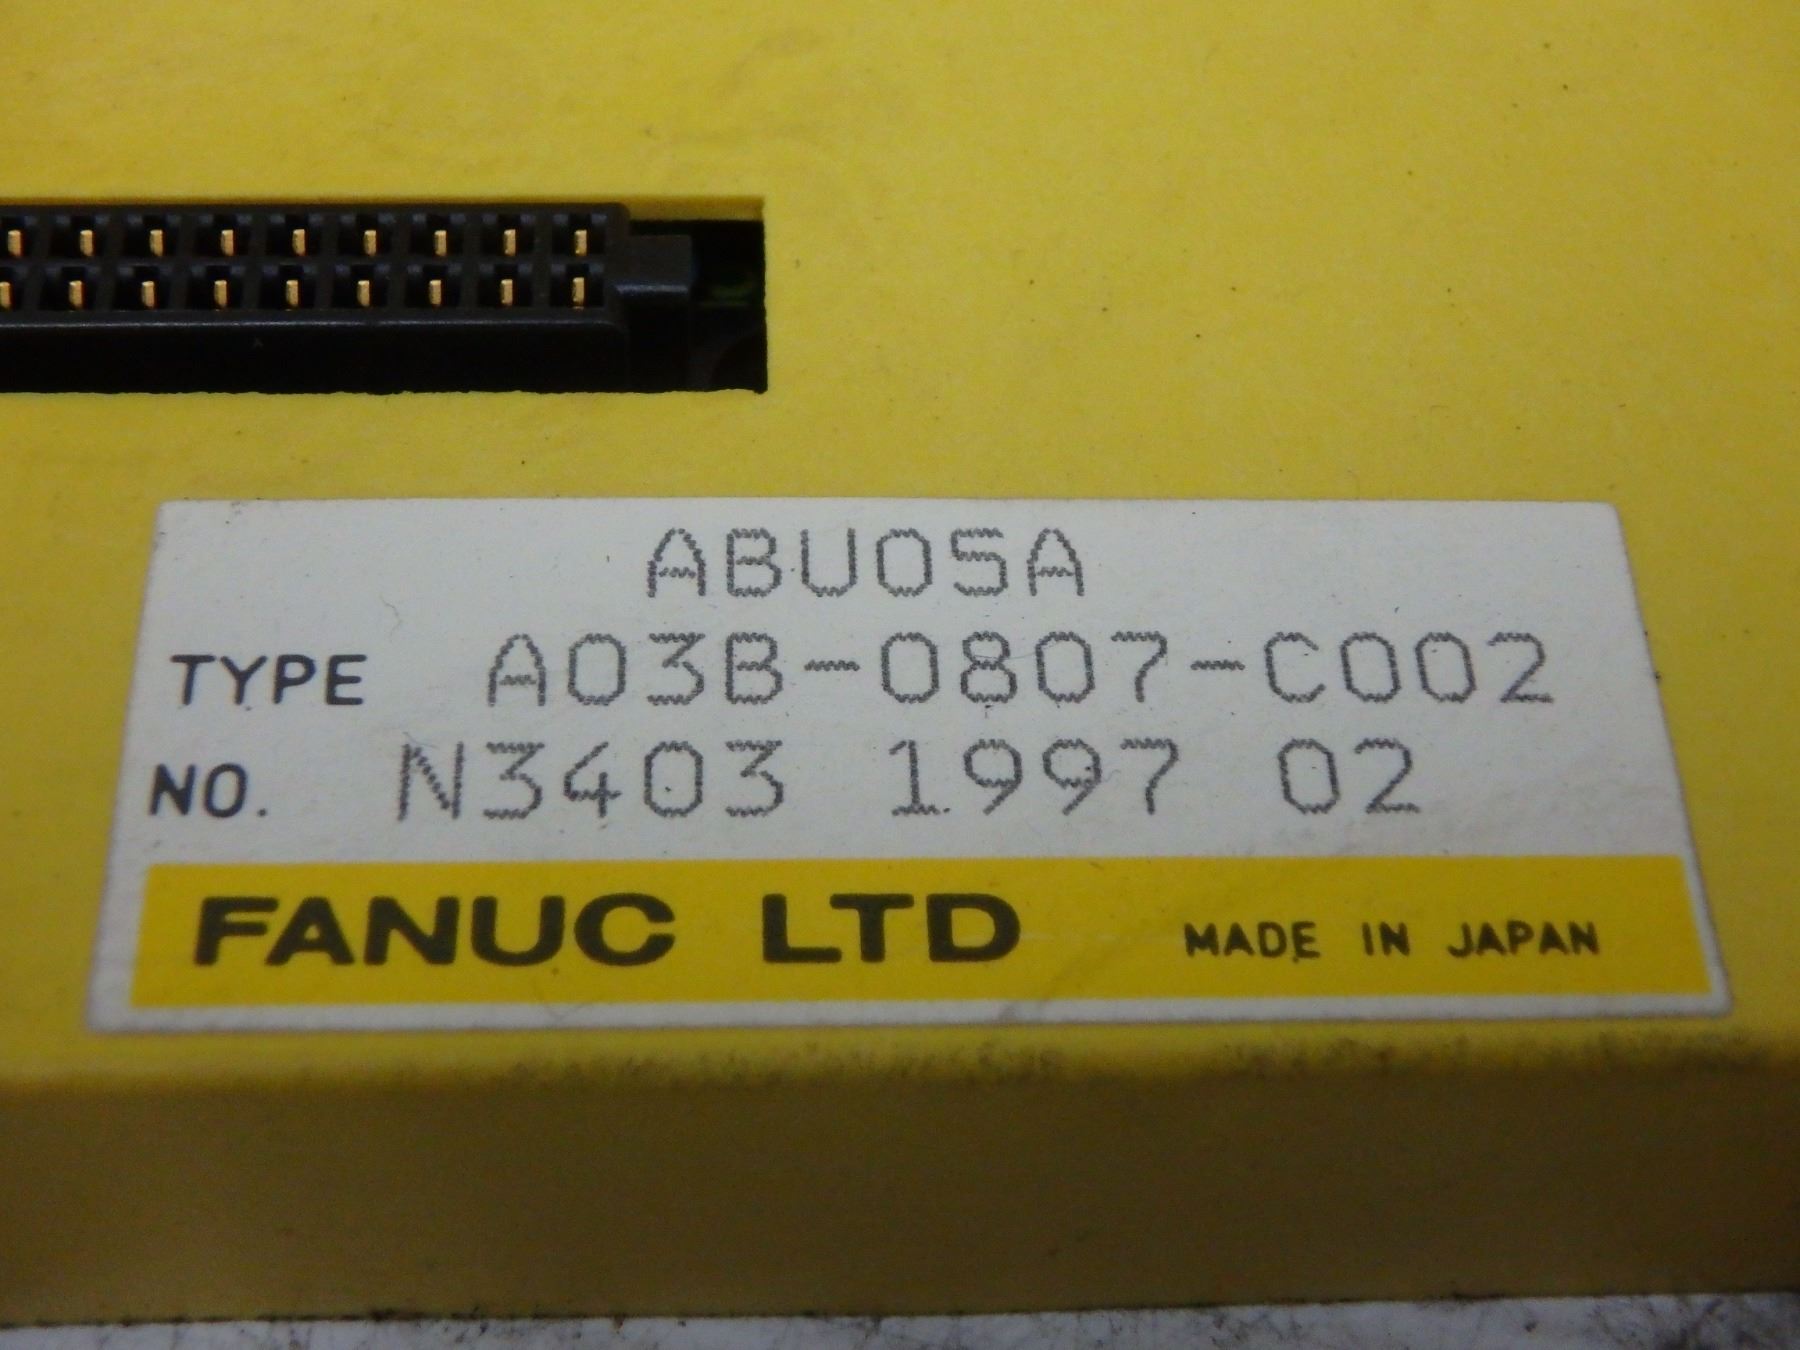 ABU05A
TYPE A03B-0807-C002
NO. N3403 1997 02
FANUC LTD MADE IN JAPAN